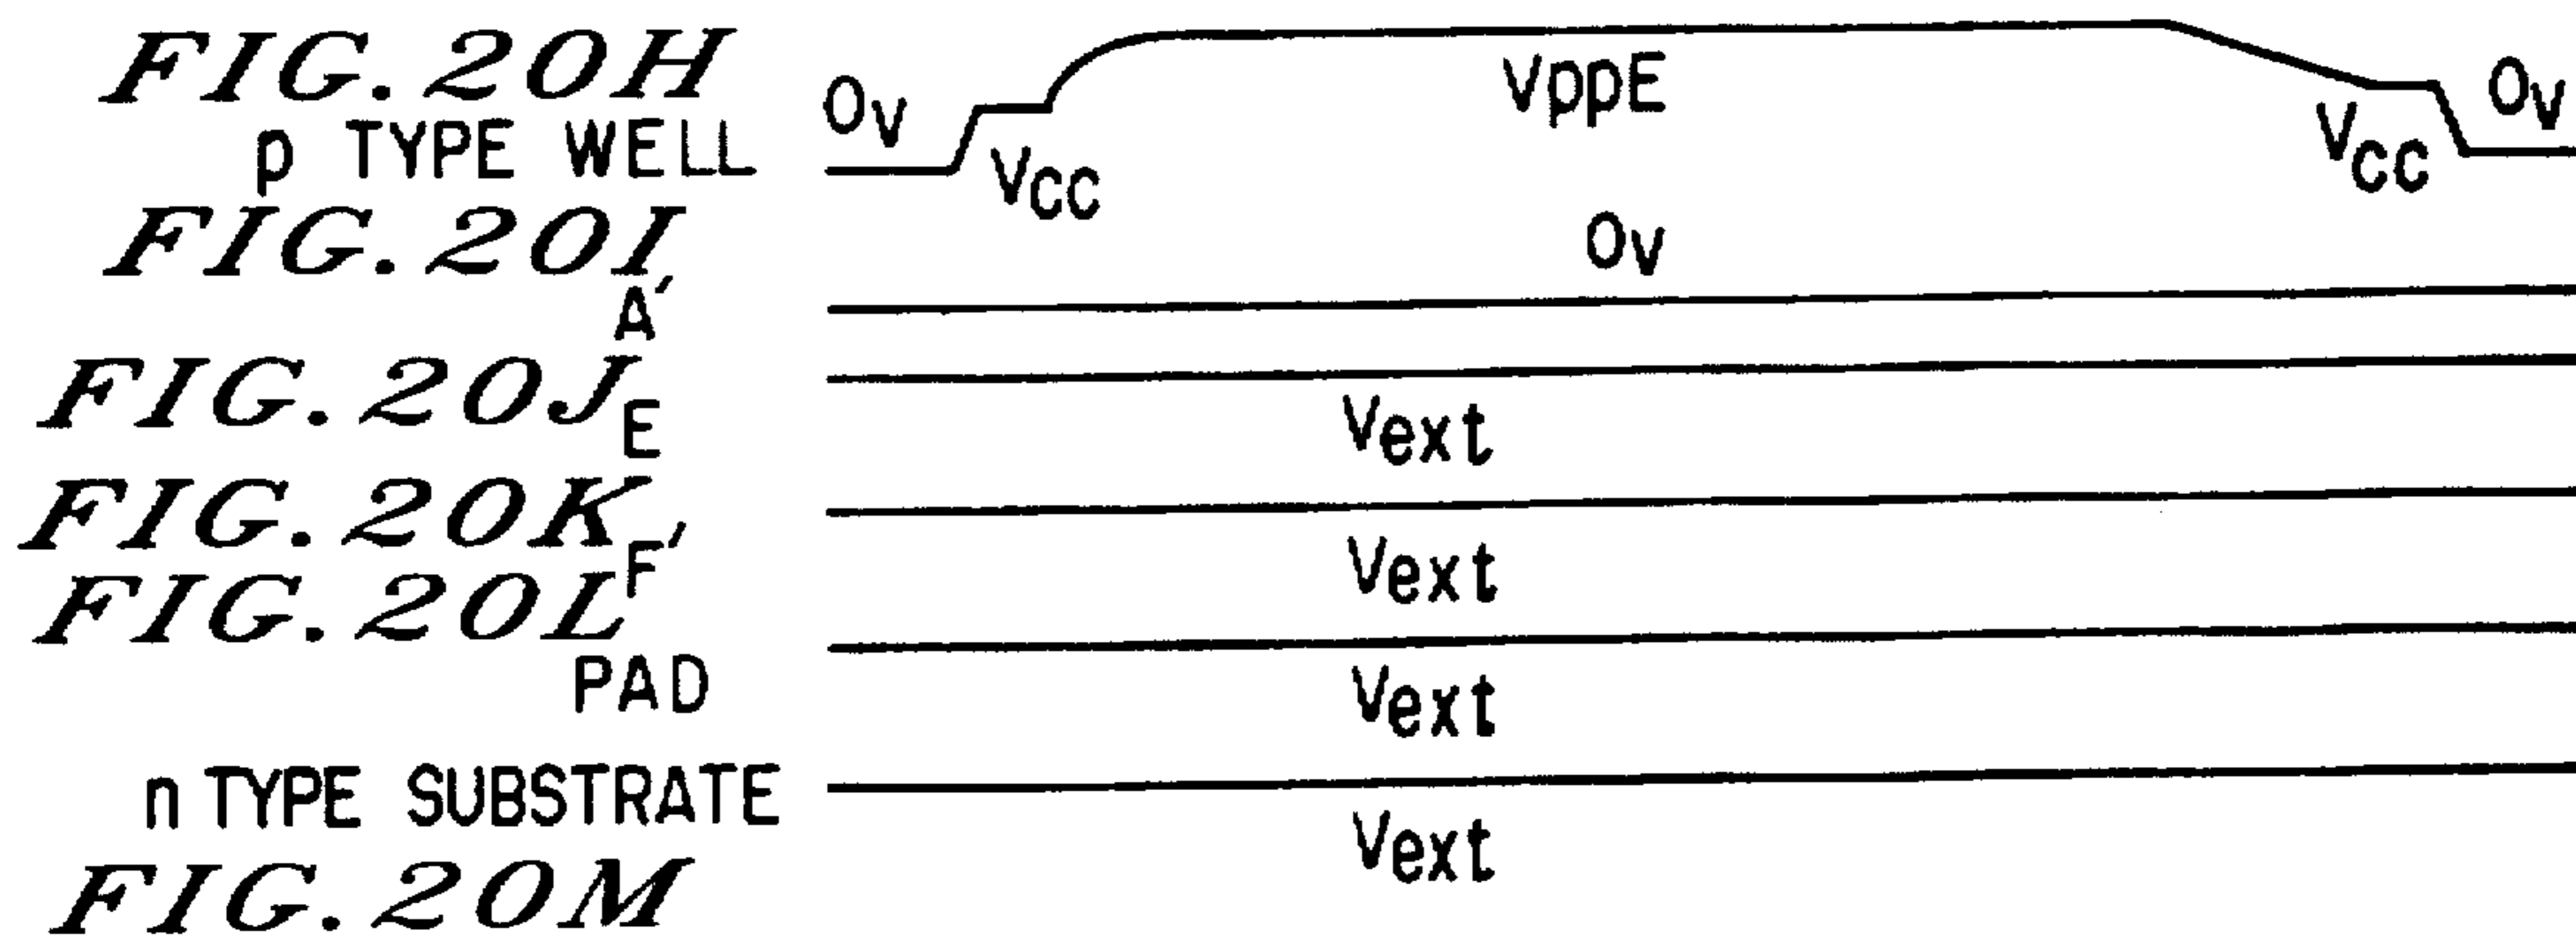 FIG. 20H
0v
VppE
0v
p TYPE WELL
Vcc
Vcc
FIG. 20I
0v
A'
FIG. 20J
E
Vext
FIG. 20K
F'
Vext
FIG. 20L
PAD
Vext
n TYPE SUBSTRATE
Vext
FIG. 20M